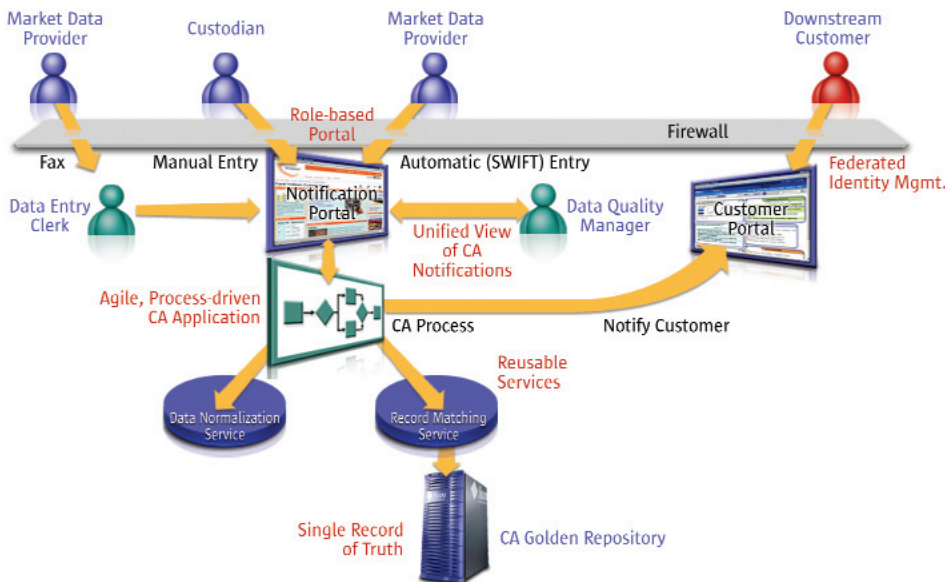 Market Data
Provider
Custodian
Market Data
Provider
Downstream
Customer
Role-based
Portal
Firewall
Fax
Manual Entry
Automatic (SWIFT) Entry
Federated
Identity Mgmt.
Data Entry
Clerk
Notification
Portal
Unified View
of CA
Notifications
Data Quality
Manager
Customer
Portal
Agile, Process-driven
CA Application
CA Process
Notify Customer
Reusable
Services
Data Normalization
Service
Record Matching
Service
Single Record
of Truth
CA Golden Repository